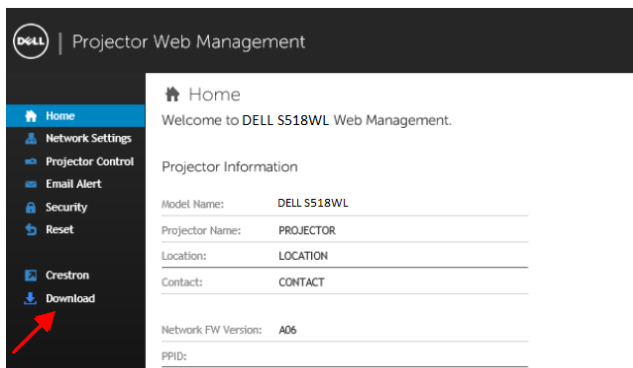 DELL | Projector Web Management
Home
Network Settings
Projector Control
Email Alert
Security
Reset
Crestron
Download
Home
Welcome to DELL S518WL Web Management.
Projector Information
Model Name: DELL S518WL
Projector Name: PROJECTOR
Location: LOCATION
Contact: CONTACT
Network FW Version: A06
PPID: